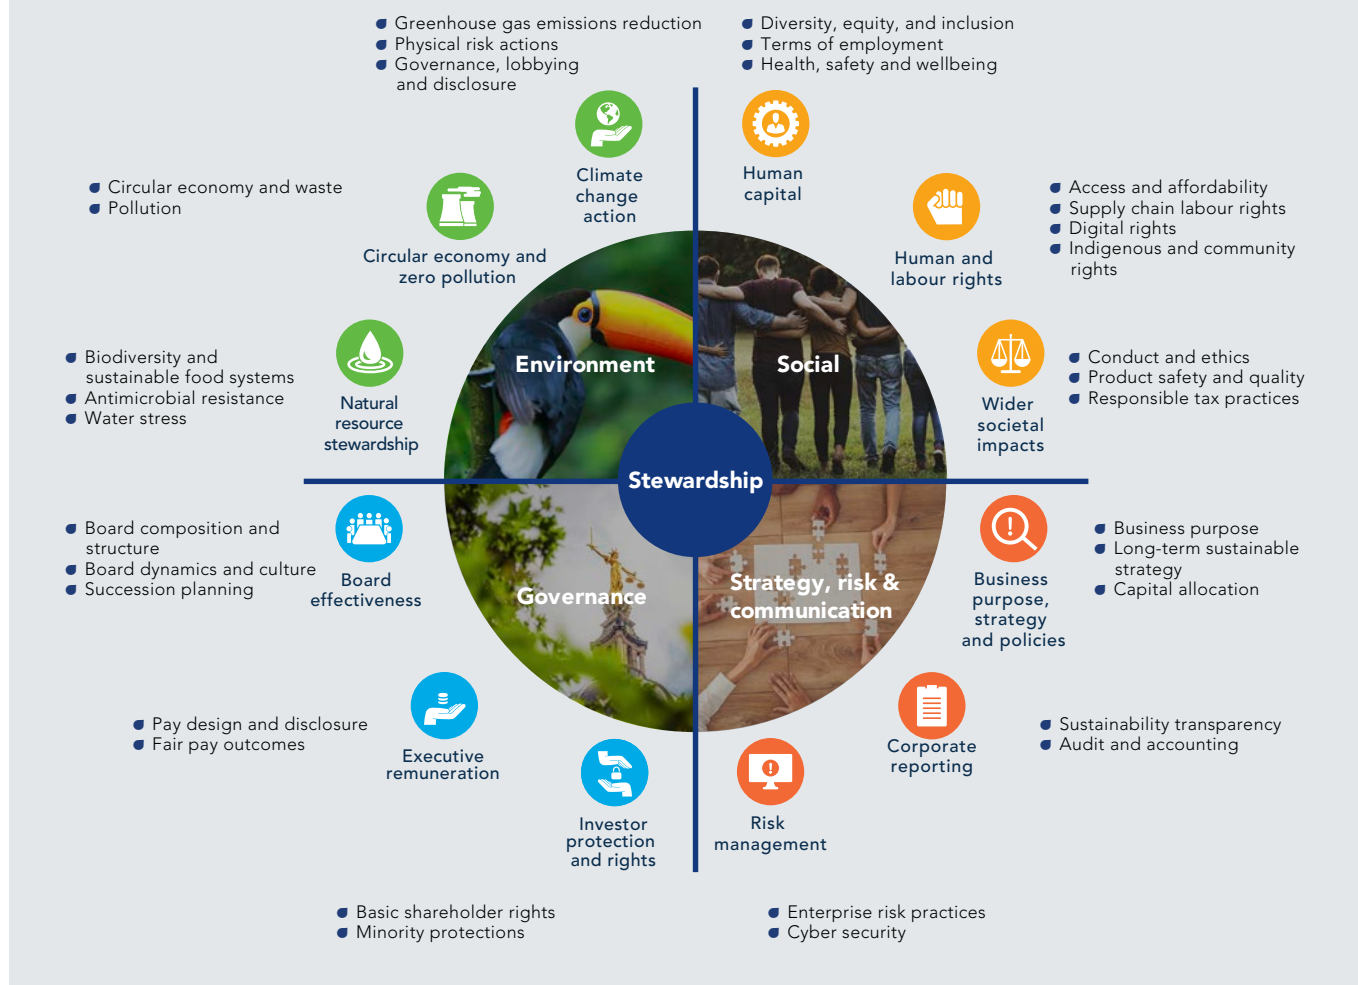 Greenhouse gas emissions reduction
Physical risk actions
Governance, lobbying
and disclosure
Climate
change
action
Diversity, equity, and inclusion
Terms of employment
Health, safety and wellbeing
Human
capital
Circular economy and waste
Pollution
Circular economy and
zero pollution
Human and
labour rights
Access and affordability
Supply chain labour rights
Digital rights
Indigenous and community
rights
Biodiversity and
sustainable food systems
Antimicrobial resistance
Water stress
Natural
resource
stewardship
Environment
Social
Wider
societal
impacts
Conduct and ethics
Product safety and quality
Responsible tax practices
Stewardship
Board composition and
structure
Board dynamics and culture
Succession planning
Board
effectiveness
Governance
Strategy, risk &
communication
Business
purpose,
strategy
and policies
Business purpose
Long-term sustainable
strategy
Capital allocation
Pay design and disclosure
Fair pay outcomes
Executive
remuneration
Corporate
reporting
Sustainability transparency
Audit and accounting
Investor
protection
and rights
Risk
management
Basic shareholder rights
Minority protections
Enterprise risk practices
Cyber security